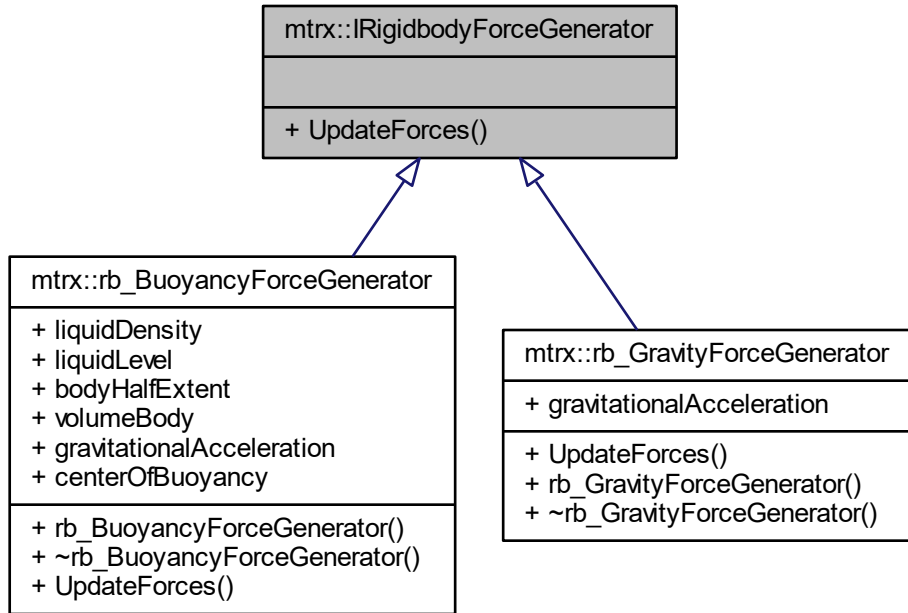 mtrx::IRigidbodyForceGenerator
+ UpdateForces()
mtrx::rb_BuoyancyForceGenerator
+ liquidDensity
+ liquidLevel
+ bodyHalfExtent
+ volumeBody
+ gravitationalAcceleration
+ centerOfBuoyancy
+ rb_BuoyancyForceGenerator()
+ ~rb_BuoyancyForceGenerator()
+ UpdateForces()
mtrx::rb_GravityForceGenerator
+ gravitationalAcceleration
+ UpdateForces()
+ rb_GravityForceGenerator()
+ ~rb_GravityForceGenerator()